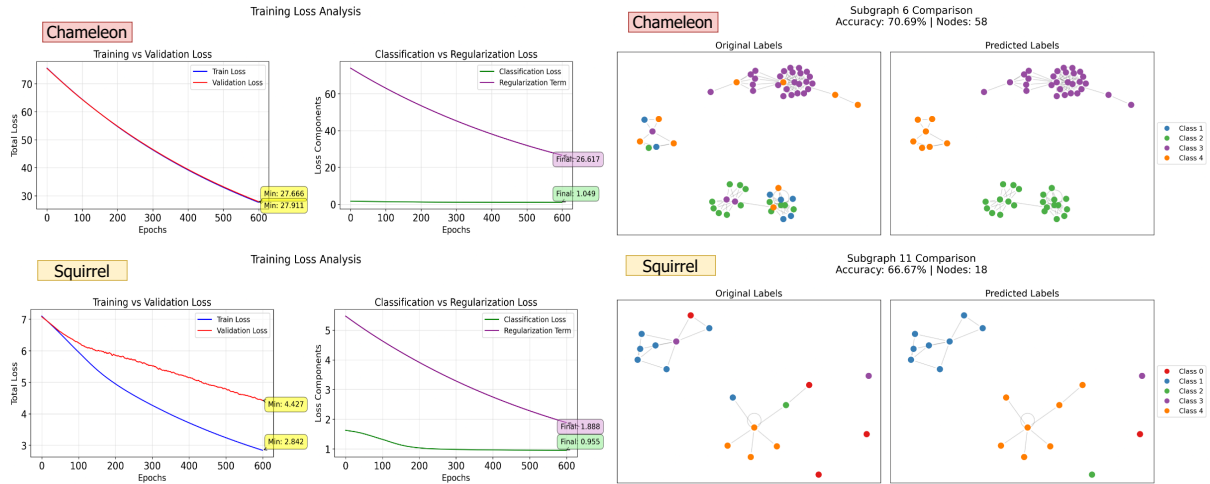 Training Loss Analysis
Chameleon
Training vs Validation Loss
Train Loss
Validation Loss
Total Loss
70
60
50
40
30
Min: 27.666
Min: 27.911
0
100
200
300
400
500
600
Epochs
Classification vs Regularization Loss
Classification Loss
Regularization Term
Loss Components
60
40
20
0
Final: 26.617
Final: 1.049
0
100
200
300
400
500
600
Epochs
Subgraph 6 Comparison
Accuracy: 70.69% | Nodes: 58
Chameleon
Original Labels
Predicted Labels
Class 1
Class 2
Class 3
Class 4
Training Loss Analysis
Squirrel
Training vs Validation Loss
Train Loss
Validation Loss
Total Loss
7
6
5
4
3
Min: 4.427
Min: 2.842
0
100
200
300
400
500
600
Epochs
Classification vs Regularization Loss
Classification Loss
Regularization Term
Loss Components
5
4
3
2
1
Final: 1.888
Final: 0.955
0
100
200
300
400
500
600
Epochs
Subgraph 11 Comparison
Accuracy: 66.67% | Nodes: 18
Squirrel
Original Labels
Predicted Labels
Class 0
Class 1
Class 2
Class 3
Class 4